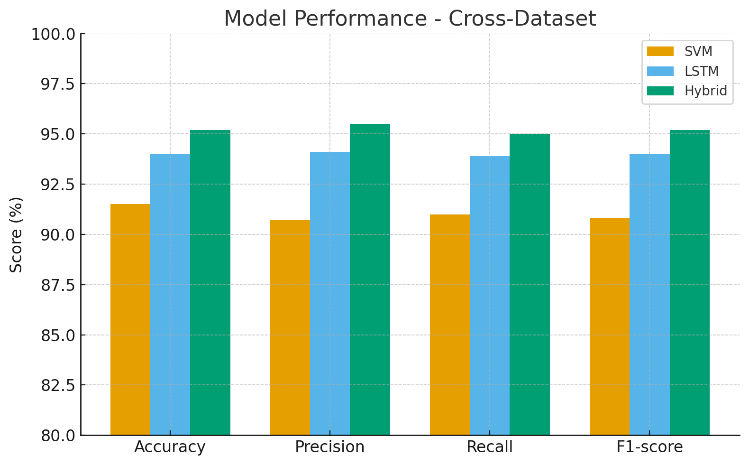 Model Performance - Cross-Dataset
SVM
LSTM
Hybrid
Score (%)
100.0
97.5
95.0
92.5
90.0
87.5
85.0
82.5
80.0
Accuracy
Precision
Recall
F1-score